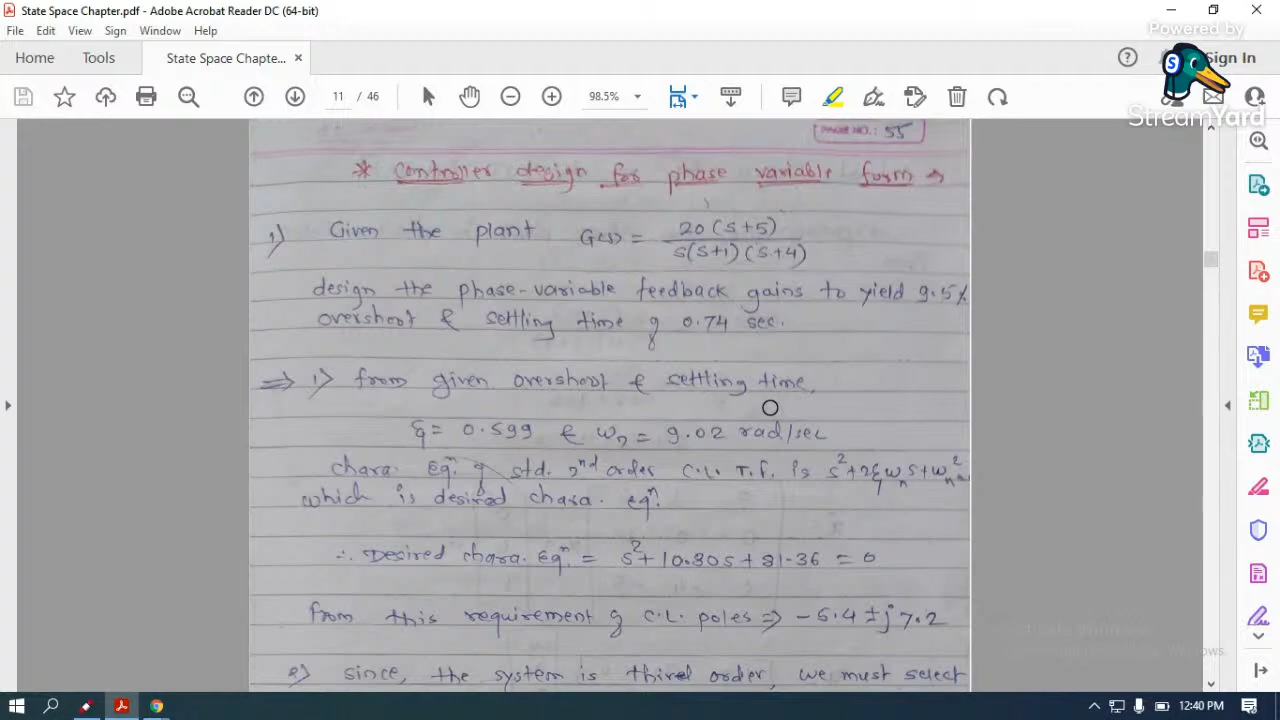 State Space Chapter.pdf - Adobe Acrobat Reader DC (64-bit)
File Edit View Sign Window Help
Powered by
Home Tools State Space Chapte... Sign In
11 / 46 98.5%
StreamYard
PAGE NO.: 55
* Controller design for phase variable form →
1) Given the plant G(s) = 20(s+5) / s(s+1)(s+4)
design the phase-variable feedback gains to yield 9.5%
overshoot & settling time of 0.74 sec.
⇒ 1) from given overshoot & settling time,
ξ = 0.599 & ωn = 9.02 rad/sec
chara. eqⁿ of std. 2nd order C.L. T.F. is s²+2ξωn s+ωn²
which is desired chara. eqⁿ.
∴ Desired chara. eqⁿ = s²+10.80s+81.36 = 0
from this requirement of C.L. poles ⇒ -5.4 ± j 7.2
2) since, the system is third order, we must select
12:40 PM